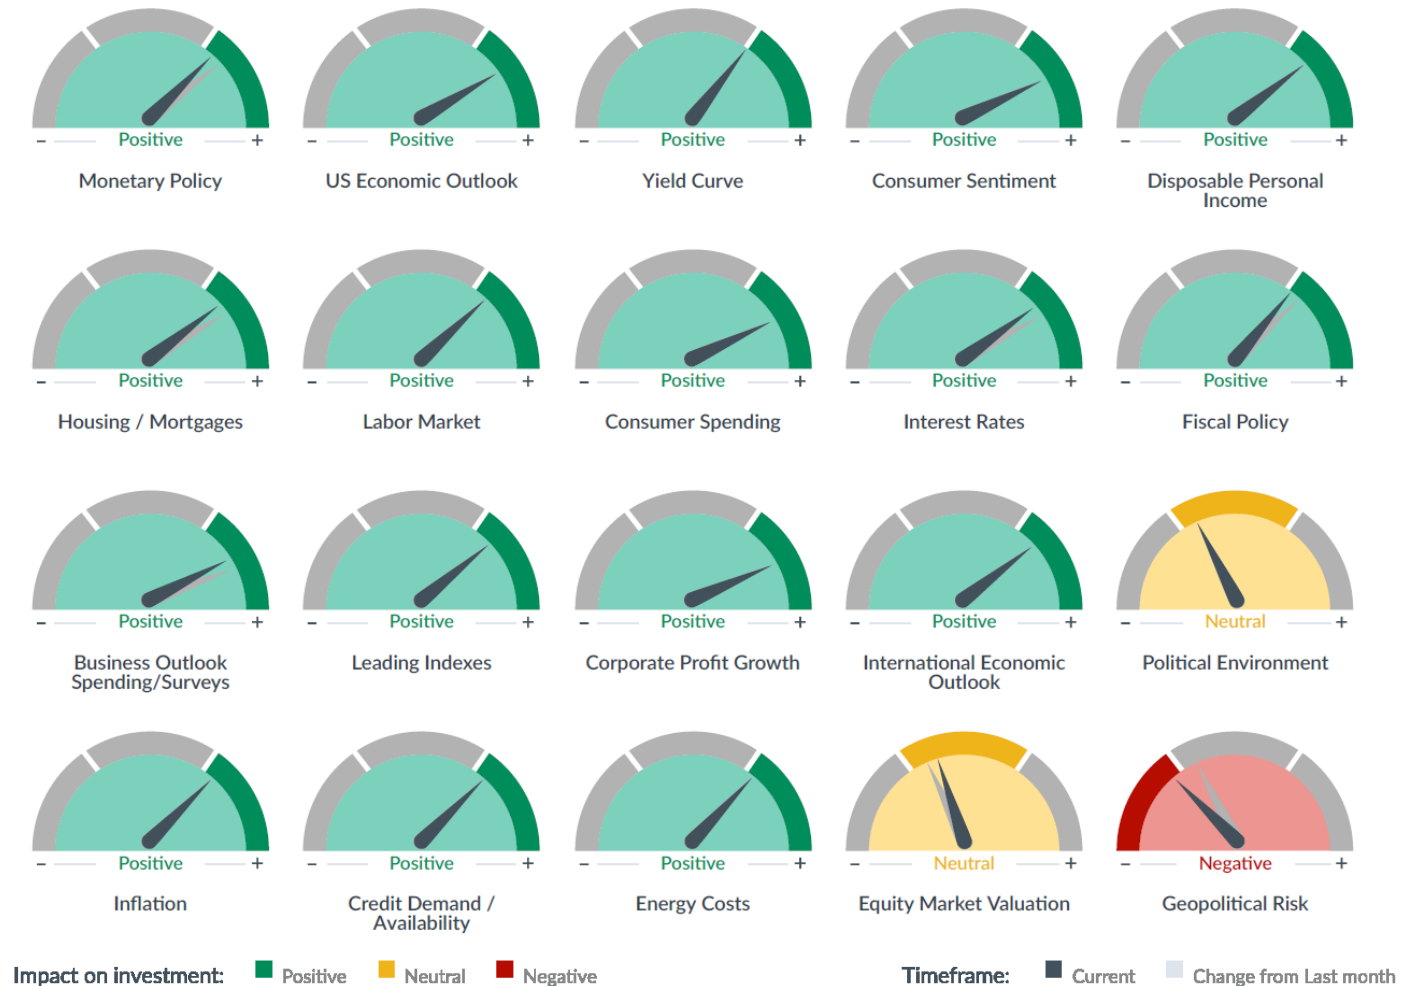 - Positive +
- Positive +
- Positive +
- Positive +
- Positive +
Monetary Policy
US Economic Outlook
Yield Curve
Consumer Sentiment
Disposable Personal
Income
- Positive +
- Positive +
- Positive +
- Positive +
- Positive +
Housing / Mortgages
Labor Market
Consumer Spending
Interest Rates
Fiscal Policy
- Positive +
- Positive +
- Positive +
- Positive +
- Neutral +
Business Outlook
Spending/Surveys
Leading Indexes
Corporate Profit Growth
International Economic
Outlook
Political Environment
- Positive +
- Positive +
- Positive +
- Neutral +
- Negative +
Inflation
Credit Demand /
Availability
Energy Costs
Equity Market Valuation
Geopolitical Risk
Impact on investment: Positive Neutral Negative
Timeframe: Current Change from Last month